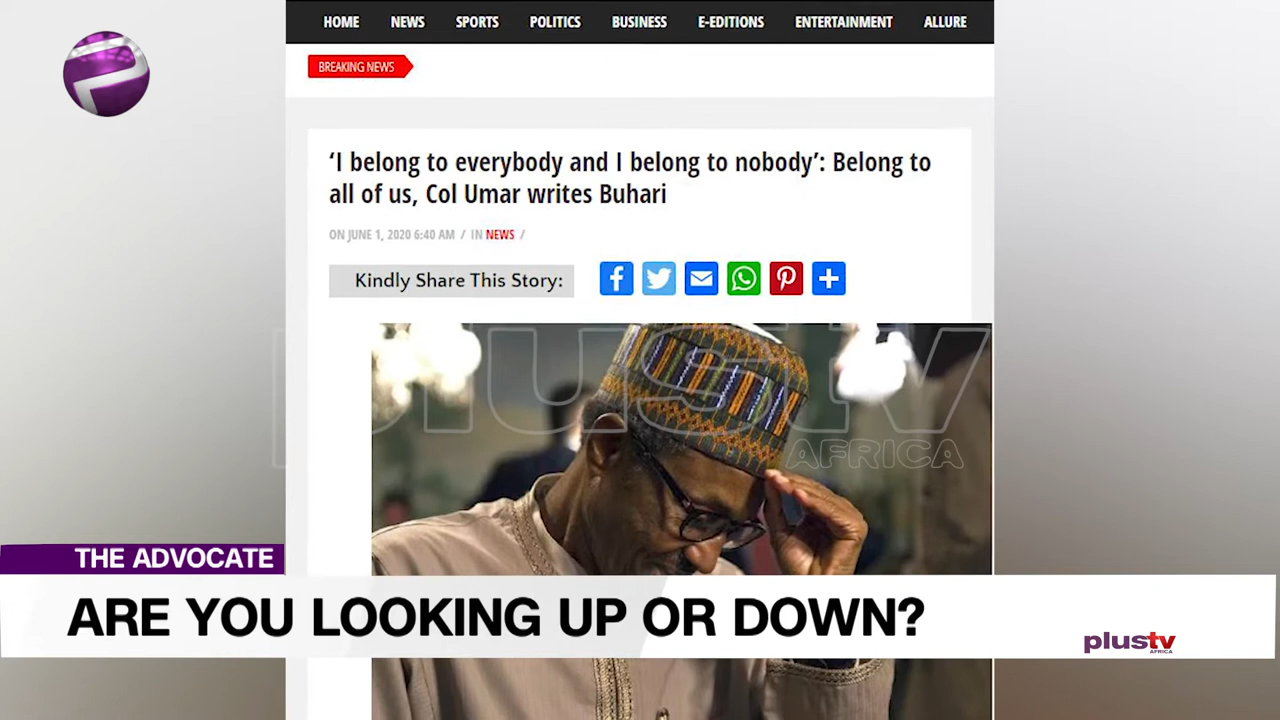 HOME NEWS SPORTS POLITICS BUSINESS E-EDITIONS ENTERTAINMENT ALLURE
BREAKING NEWS
‘I belong to everybody and I belong to nobody’: Belong to
all of us, Col Umar writes Buhari
ON JUNE 1, 2020 6:40 AM / IN NEWS /
Kindly Share This Story:
plustv
AFRICA
THE ADVOCATE
ARE YOU LOOKING UP OR DOWN?
plustv
AFRICA